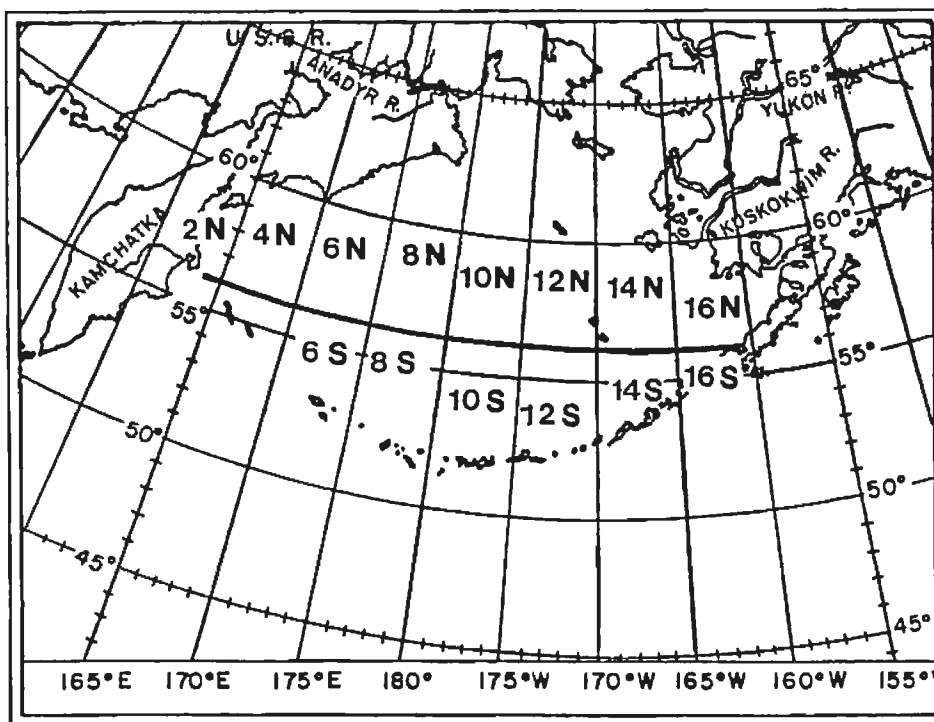 U.S.S.R.
ANADYR R.
65°
YUKON R.
60°
KUSKOKWIM R.
60°
KAMCHATKA
2N 4N 6N 8N 10N 12N 14N 16N
55°
6S 8S 10S 12S 14S 16S
55°
50°
50°
45°
45°
165°E 170°E 175°E 180° 175°W 170°W 165°W 160°W 155°W